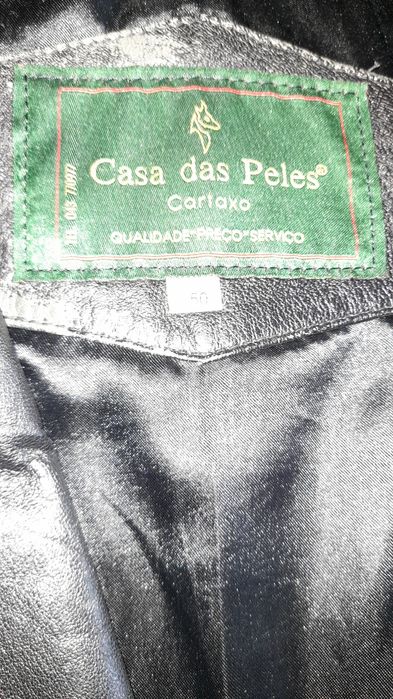 Casa das Peles®
Cartaxo
QUALIDADE-PREÇO-SERVIÇO
50